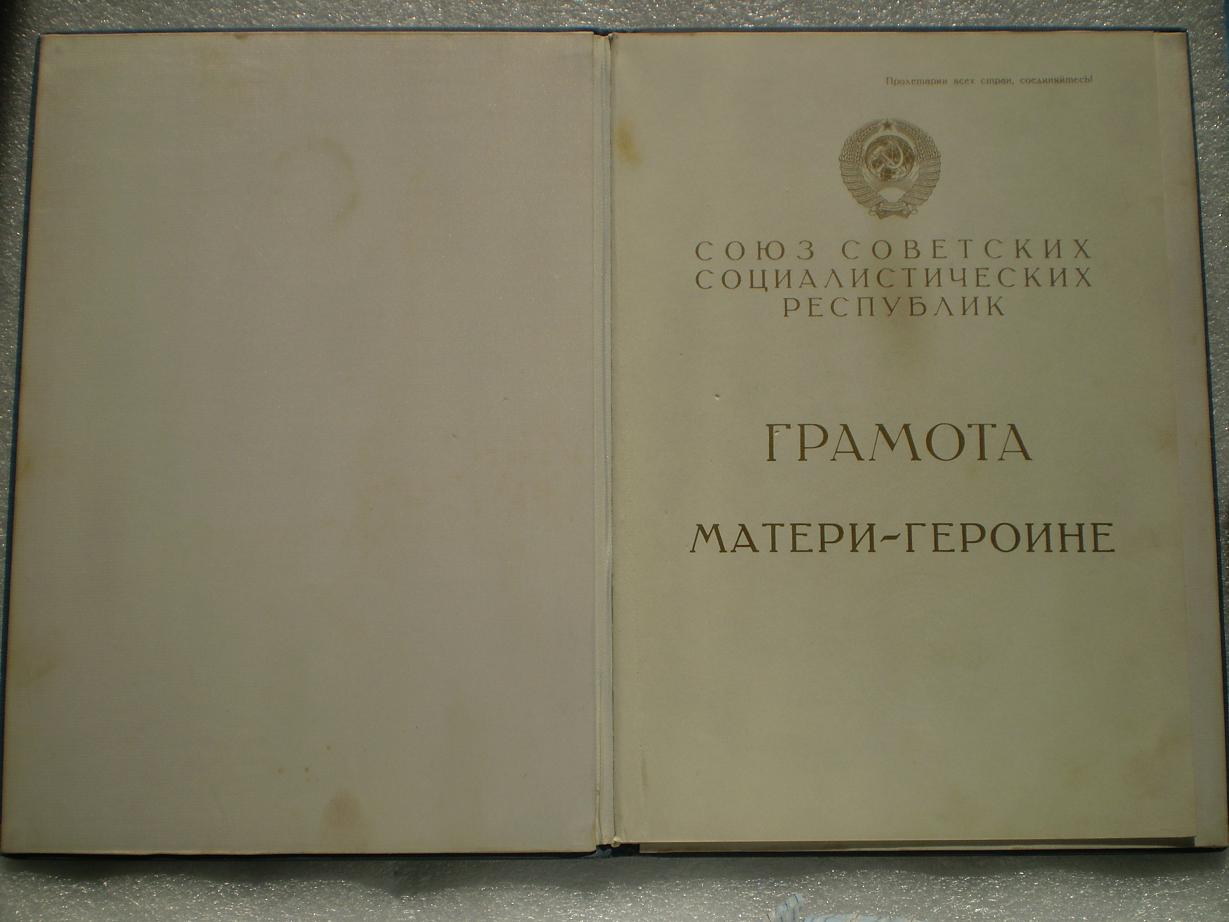 Пролетарии всех стран, соединяйтесь!
СОЮЗ СОВЕТСКИХ
СОЦИАЛИСТИЧЕСКИХ
РЕСПУБЛИК
ГРАМОТА
МАТЕРИ-ГЕРОИНЕ